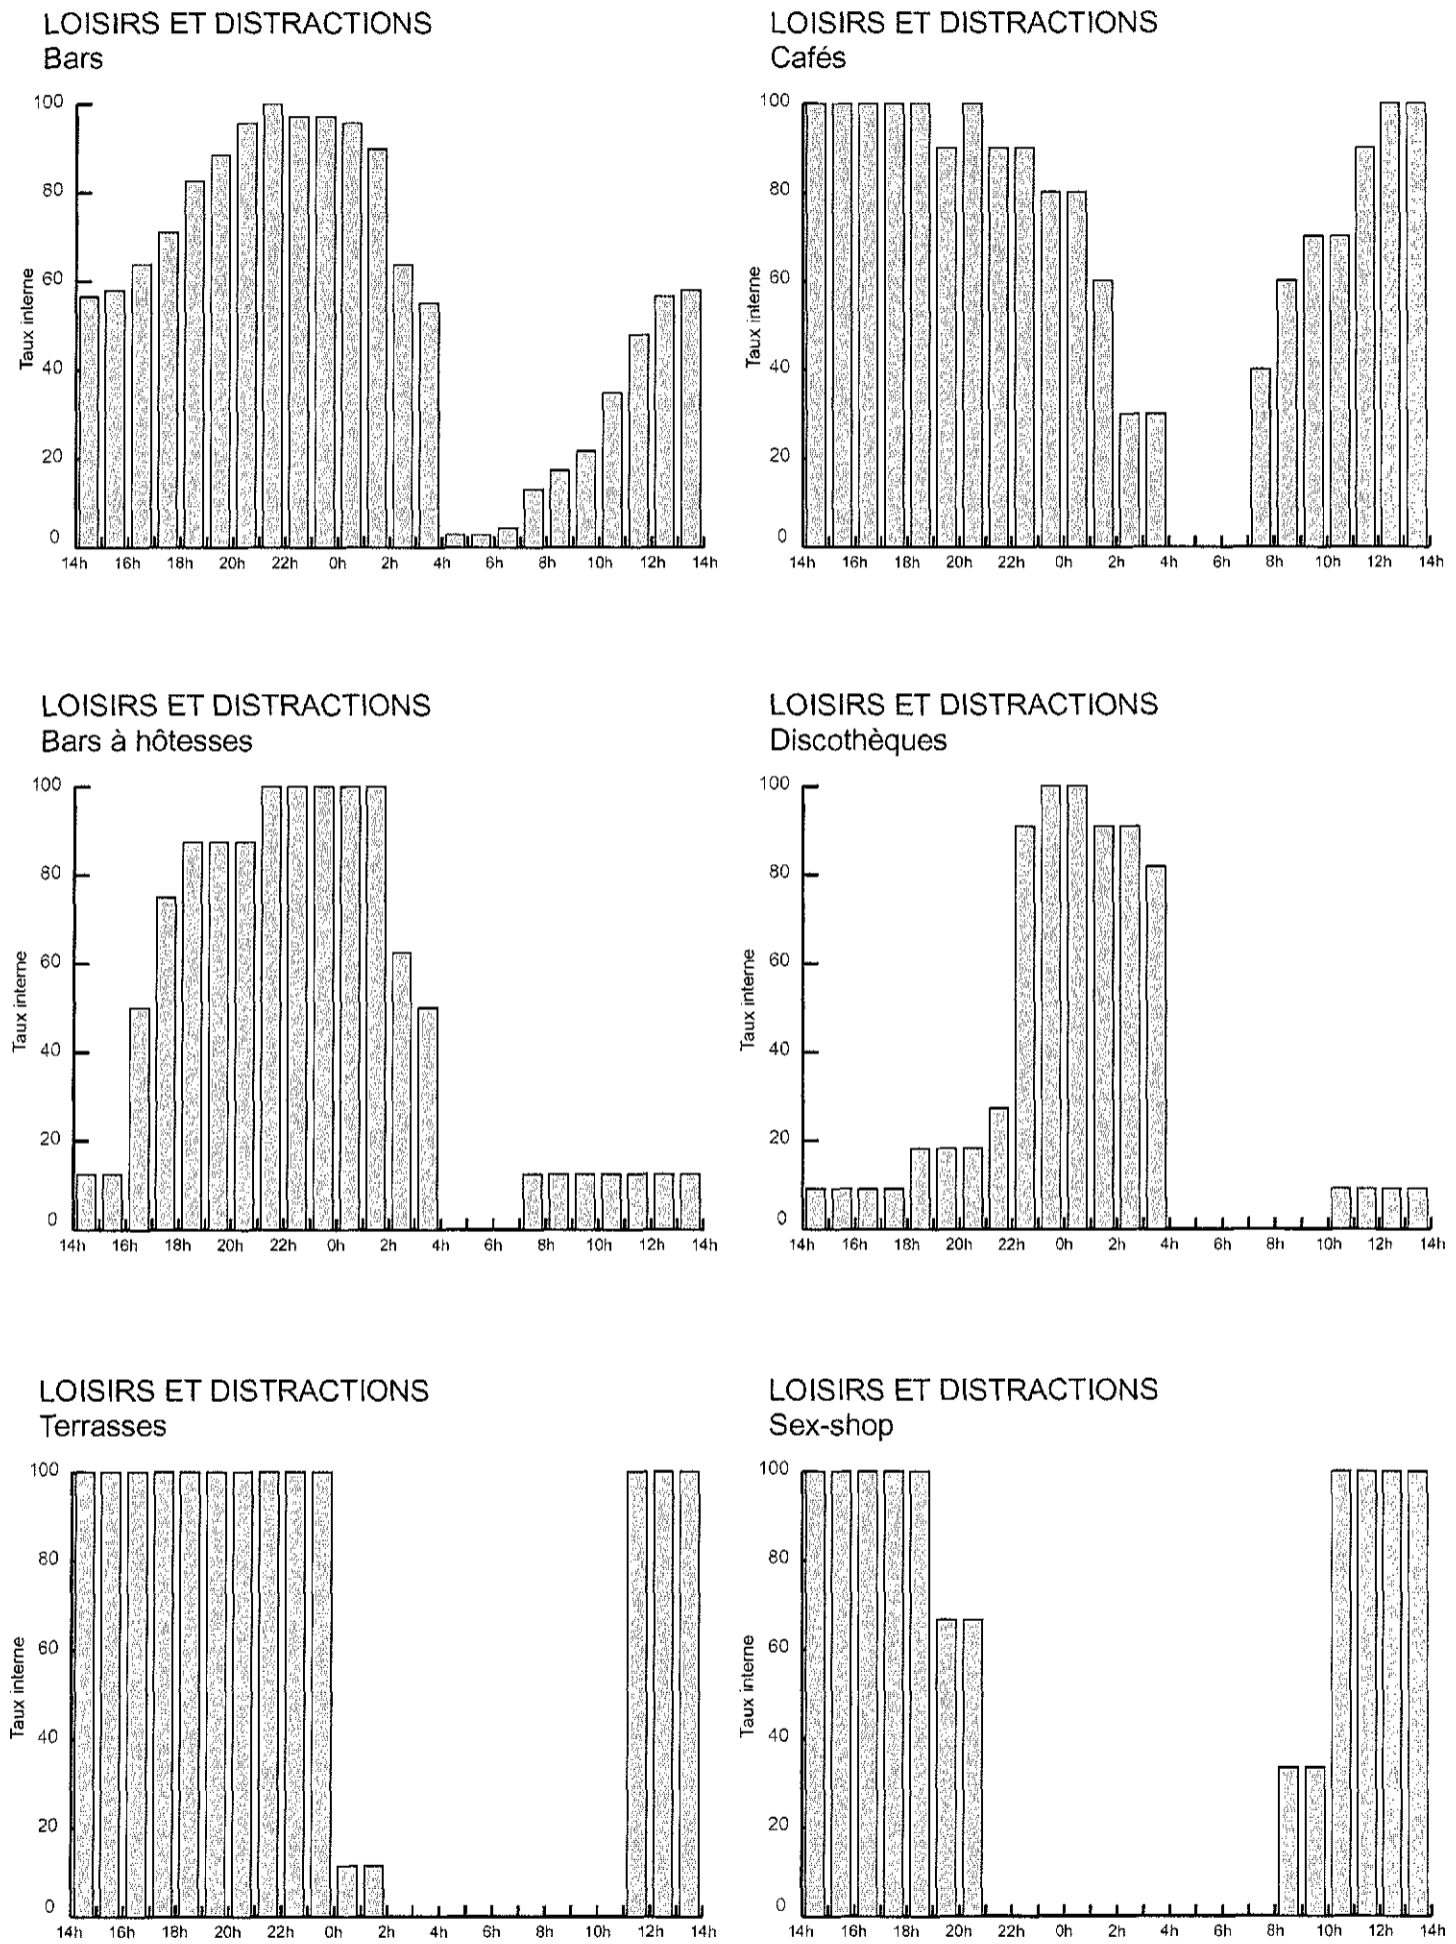 LOISIRS ET DISTRACTIONS
Bars
100
80
60
40
20
0
Taux interne
14h 16h 18h 20h 22h 0h 2h 4h 6h 8h 10h 12h 14h
LOISIRS ET DISTRACTIONS
Cafés
100
80
60
40
20
0
Taux interne
14h 16h 18h 20h 22h 0h 2h 4h 6h 8h 10h 12h 14h
LOISIRS ET DISTRACTIONS
Bars à hôtesses
100
80
60
40
20
0
Taux interne
14h 16h 18h 20h 22h 0h 2h 4h 6h 8h 10h 12h 14h
LOISIRS ET DISTRACTIONS
Discothèques
100
80
60
40
20
0
Taux interne
14h 16h 18h 20h 22h 0h 2h 4h 6h 8h 10h 12h 14h
LOISIRS ET DISTRACTIONS
Terrasses
100
80
60
40
20
0
Taux interne
14h 16h 18h 20h 22h 0h 2h 4h 6h 8h 10h 12h 14h
LOISIRS ET DISTRACTIONS
Sex-shop
100
80
60
40
20
0
Taux interne
14h 16h 18h 20h 22h 0h 2h 4h 6h 8h 10h 12h 14h